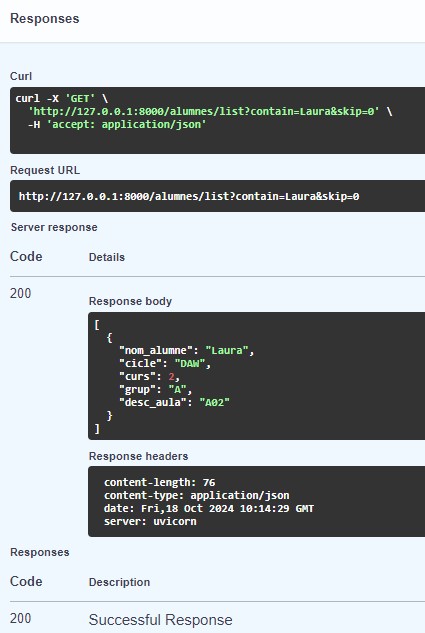 Responses
Curl
curl -X 'GET' \
  'http://127.0.0.1:8000/alumnes/list?contain=Laura&skip=0' \
  -H 'accept: application/json'
Request URL
http://127.0.0.1:8000/alumnes/list?contain=Laura&skip=0
Server response
Code Details
200
Response body
[
  {
    "nom_alumne": "Laura",
    "cicle": "DAW",
    "curs": 2,
    "grup": "A",
    "desc_aula": "A02"
  }
]
Response headers
content-length: 76
content-type: application/json
date: Fri,18 Oct 2024 10:14:29 GMT
server: uvicorn
Responses
Code Description
200 Successful Response